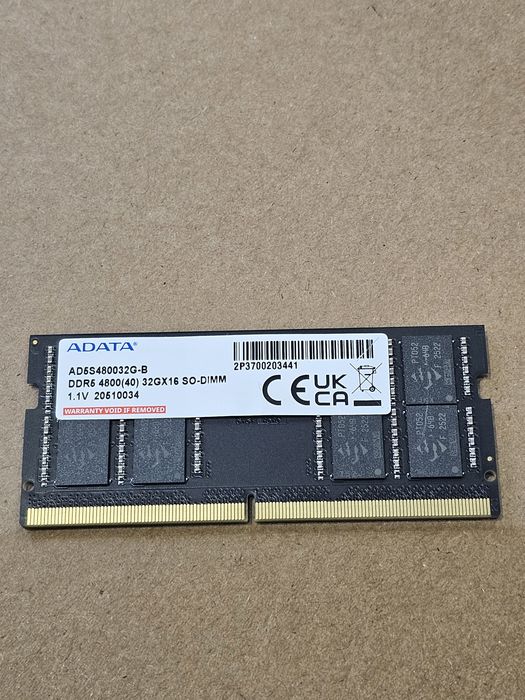 ADATA
AD5S480032G-B
DDR5 4800(40) 32GX16 SO-DIMM
1.1V 20510034
WARRANTY VOID IF REMOVED
2P3700203441
CE UK
CA